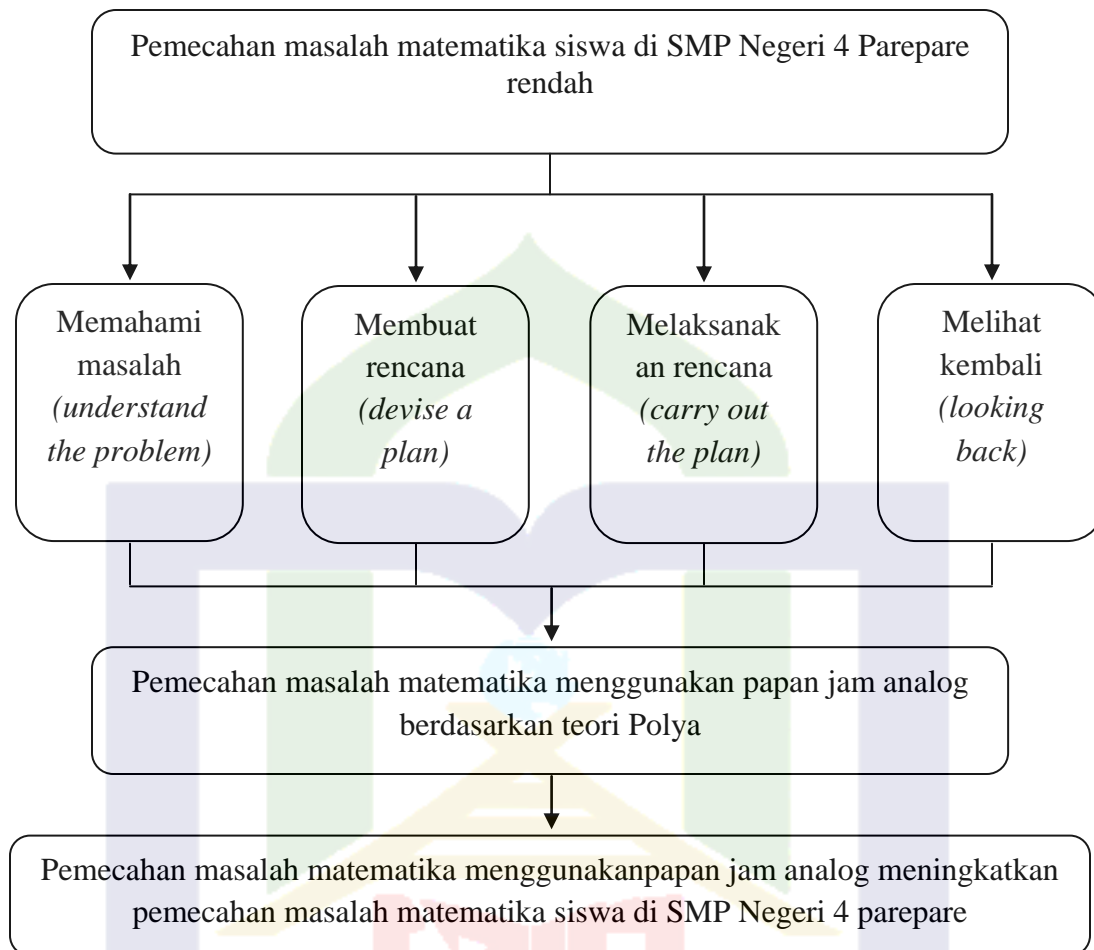 Pemecahan masalah matematika siswa di SMP Negeri 4 Parepare
rendah
Memahami
masalah
(understand
the problem)
Membuat
rencana
(devise a
plan)
Melaksanak
an rencana
(carry out
the plan)
Melihat
kembali
(looking
back)
Pemecahan masalah matematika menggunakan papan jam analog
berdasarkan teori Polya
Pemecahan masalah matematika menggunakanpapan jam analog meningkatkan
pemecahan masalah matematika siswa di SMP Negeri 4 parepare